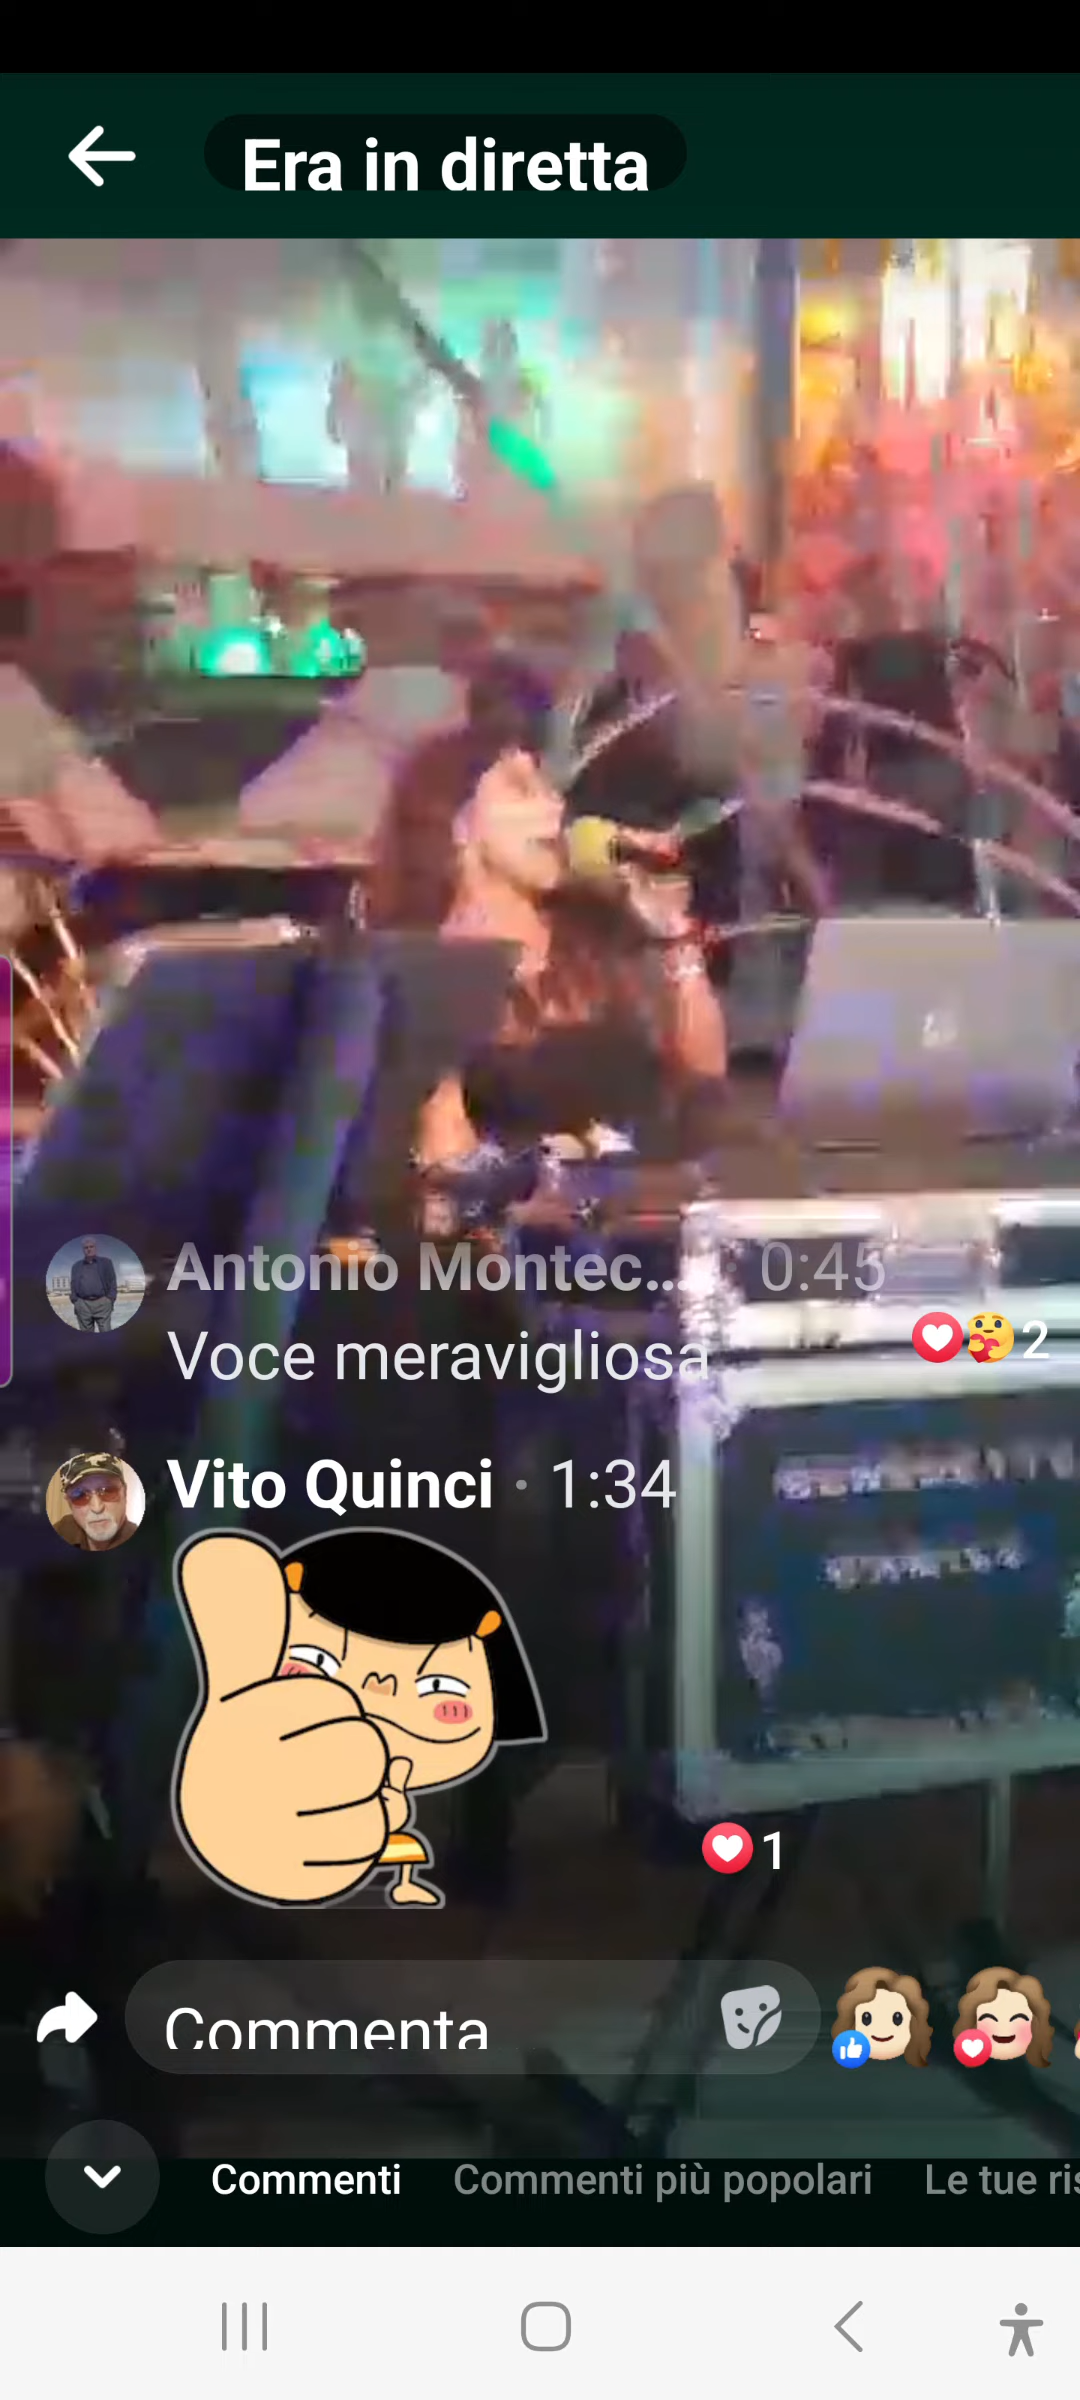 Era in diretta
Antonio Montec... · 0:45
Voce meravigliosa
2
Vito Quinci · 1:34
1
Commenta
Commenti Commenti più popolari Le tue ris